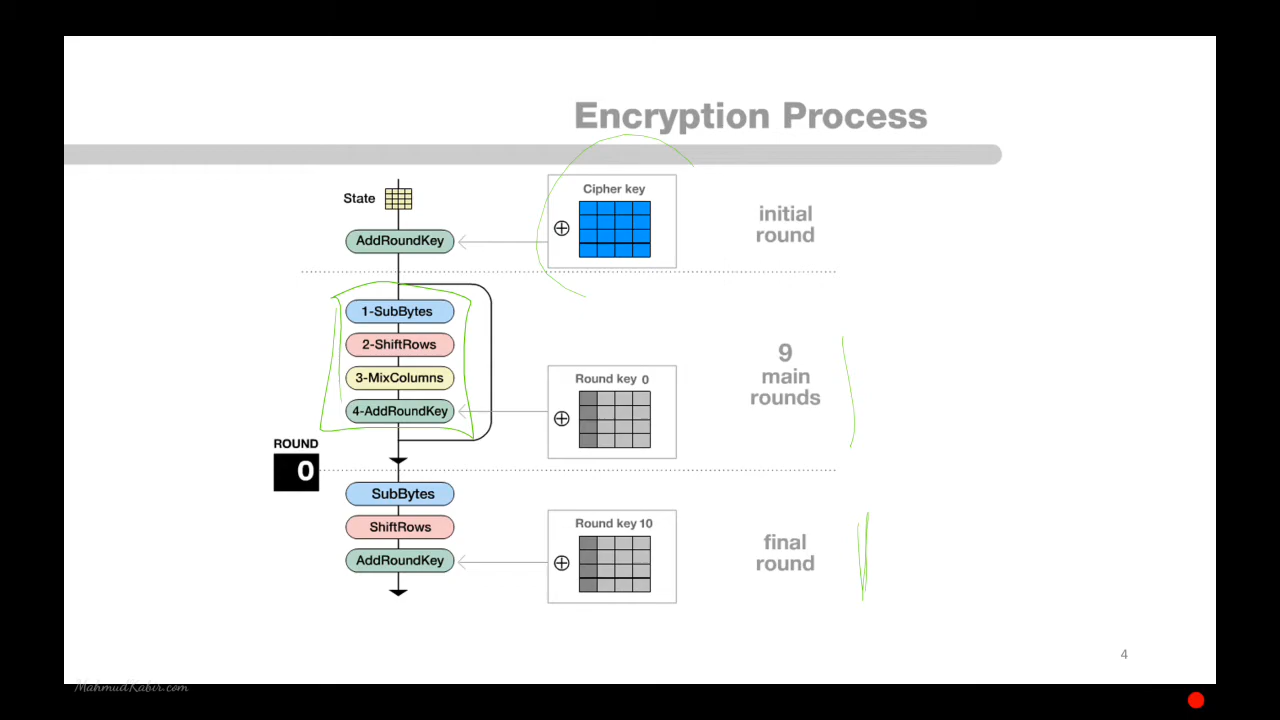 Encryption Process
State
Cipher key
AddRoundKey
initial
round
1-SubBytes
2-ShiftRows
3-MixColumns
4-AddRoundKey
Round key 0
9
main
rounds
ROUND
0
SubBytes
ShiftRows
AddRoundKey
Round key 10
final
round
4
MahmudKabir.com